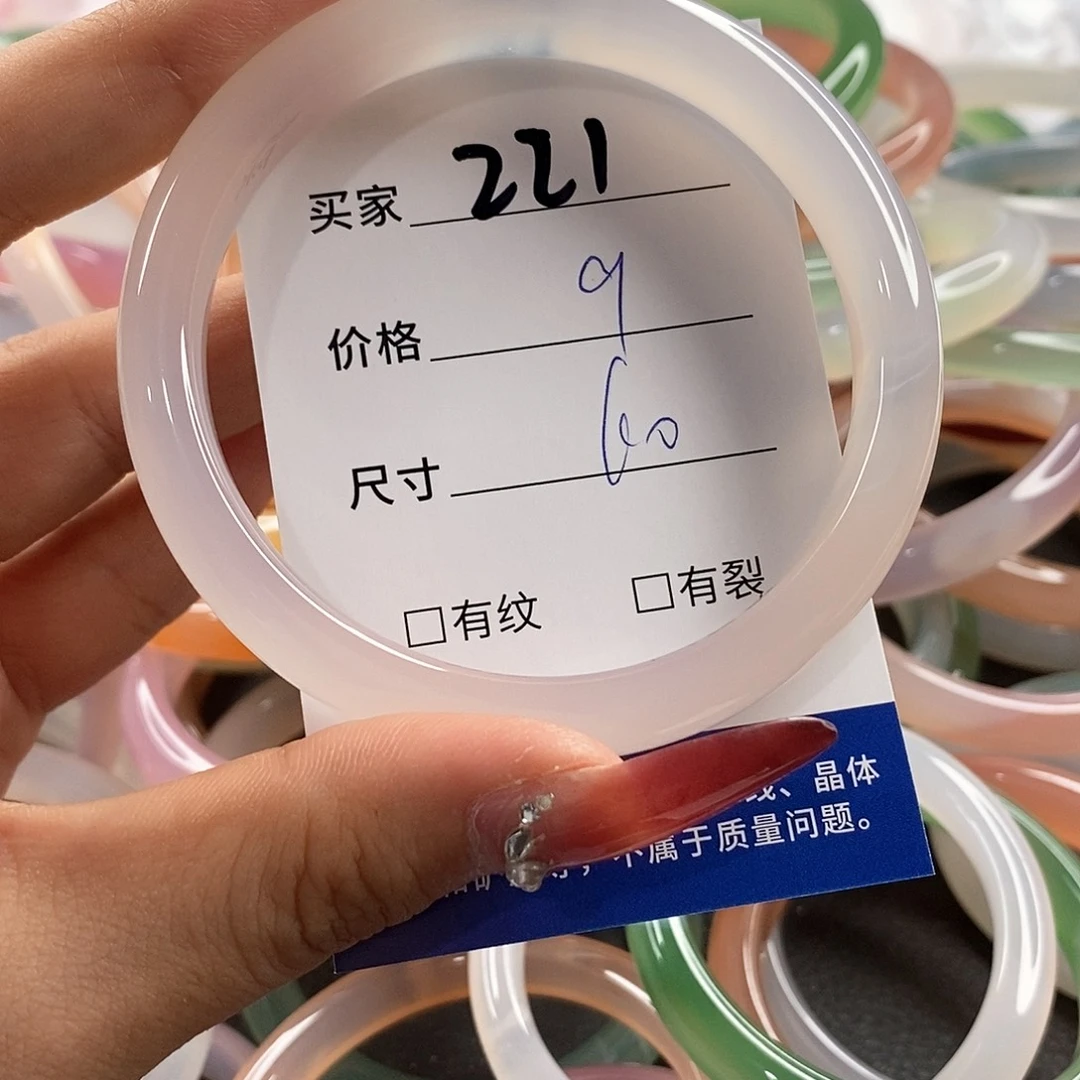 买家 221
价格 9
尺寸 60
□有纹 □有裂
、晶体
不属于质量问题。